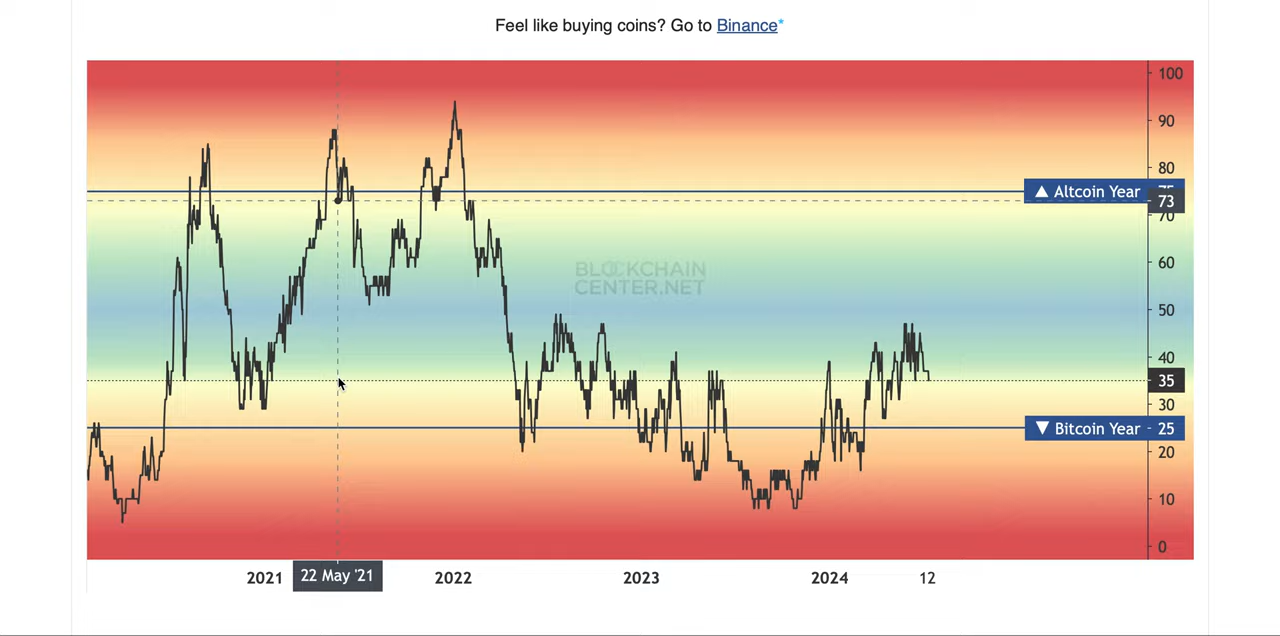 Feel like buying coins? Go to Binance*
100
90
80
▲ Altcoin Year
73
70
60
BLOCKCHAIN
CENTER.NET
50
40
35
30
▼ Bitcoin Year - 25
20
10
0
2021 22 May '21 2022 2023 2024 12